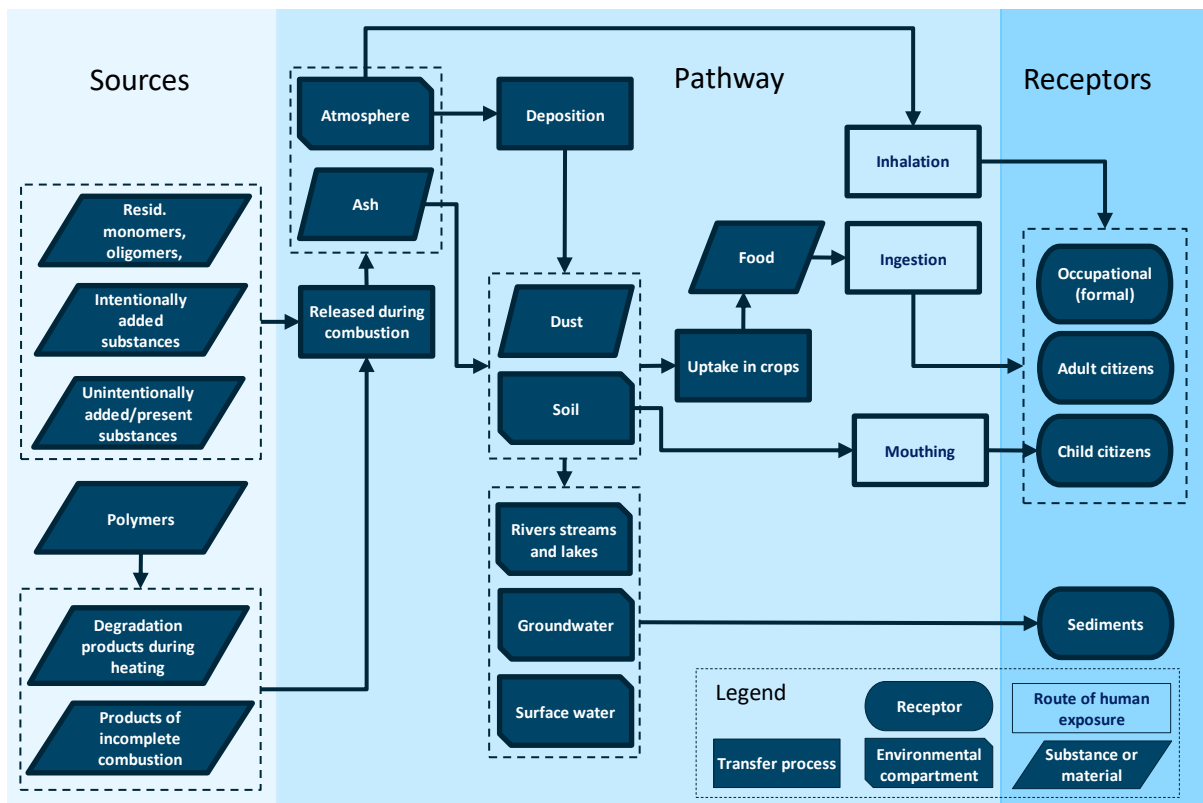 Sources
Pathway
Receptors
Atmosphere
Deposition
Inhalation
Ash
Resid.
monomers,
oligomers,
Intentionally
added
substances
Unintentionally
added/present
substances
Released during
combustion
Food
Ingestion
Occupational
(formal)
Dust
Uptake in crops
Adult citizens
Soil
Mouthing
Child citizens
Polymers
Rivers streams
and lakes
Degradation
products during
heating
Groundwater
Sediments
Products of
incomplete
combustion
Surface water
Legend
Receptor
Route of human
exposure
Transfer process
Environmental
compartment
Substance or
material